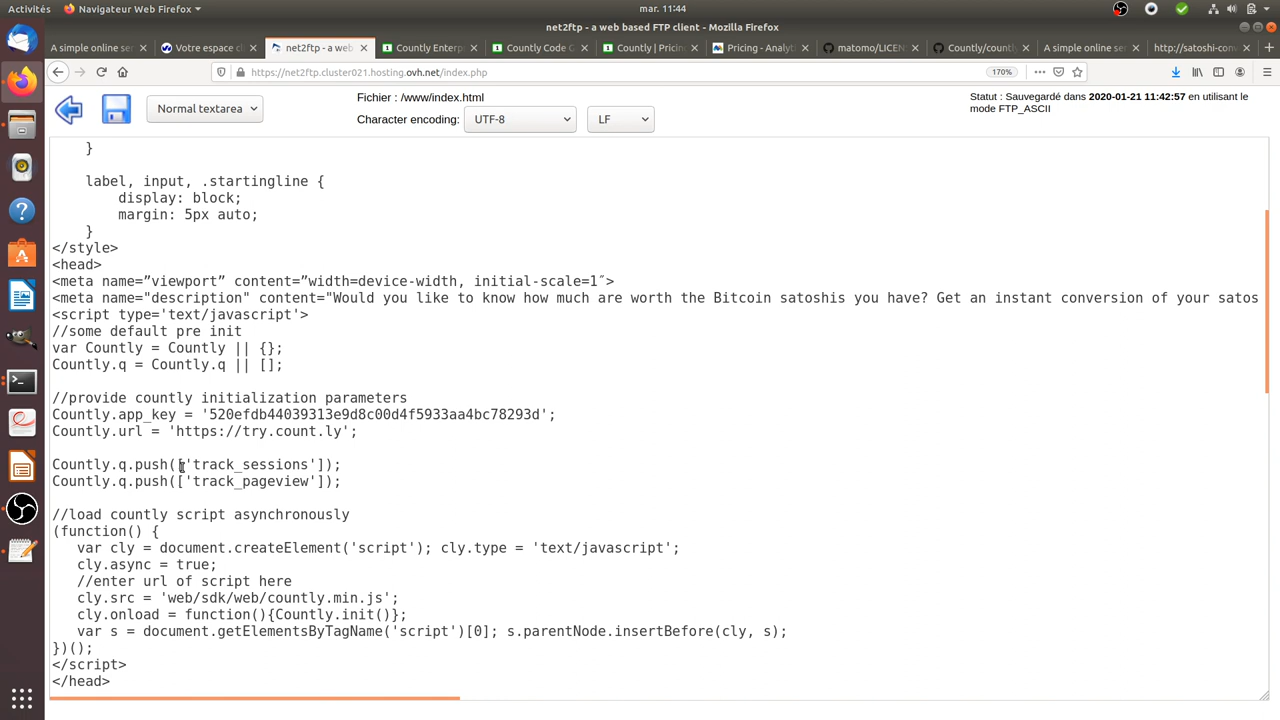 Activités
Navigateur Web Firefox
mar. 11:44
net2ftp - a web based FTP client - Mozilla Firefox
A simple online ser
Votre espace cl
net2ftp - a web
Countly Enterp
Countly Code G
Countly | Pricing
Pricing - Analyti
matomo/LICEN
Countly/countl
A simple online ser
http://satoshi-con
https://net2ftp.cluster021.hosting.ovh.net/index.php
170%
Normal textarea
Fichier : /www/index.html
Character encoding:
UTF-8
LF
Statut : Sauvegardé dans 2020-01-21 11:42:57 en utilisant le
mode FTP_ASCII
}
label, input, .startingline {
display: block;
margin: 5px auto;
}
</style>
<head>
<meta name=”viewport” content=”width=device-width, initial-scale=1″>
<meta name="description" content="Would you like to know how much are worth the Bitcoin satoshis you have? Get an instant conversion of your satos
<script type='text/javascript'>
//some default pre init
var Countly = Countly || {};
Countly.q = Countly.q || [];
//provide countly initialization parameters
Countly.app_key = '520efdb44039313e9d8c00d4f5933aa4bc78293d';
Countly.url = 'https://try.count.ly';
Countly.q.push(['track_sessions']);
Countly.q.push(['track_pageview']);
//load countly script asynchronously
(function() {
var cly = document.createElement('script'); cly.type = 'text/javascript';
cly.async = true;
//enter url of script here
cly.src = 'web/sdk/web/countly.min.js';
cly.onload = function(){Countly.init()};
var s = document.getElementsByTagName('script')[0]; s.parentNode.insertBefore(cly, s);
})();
</script>
</head>